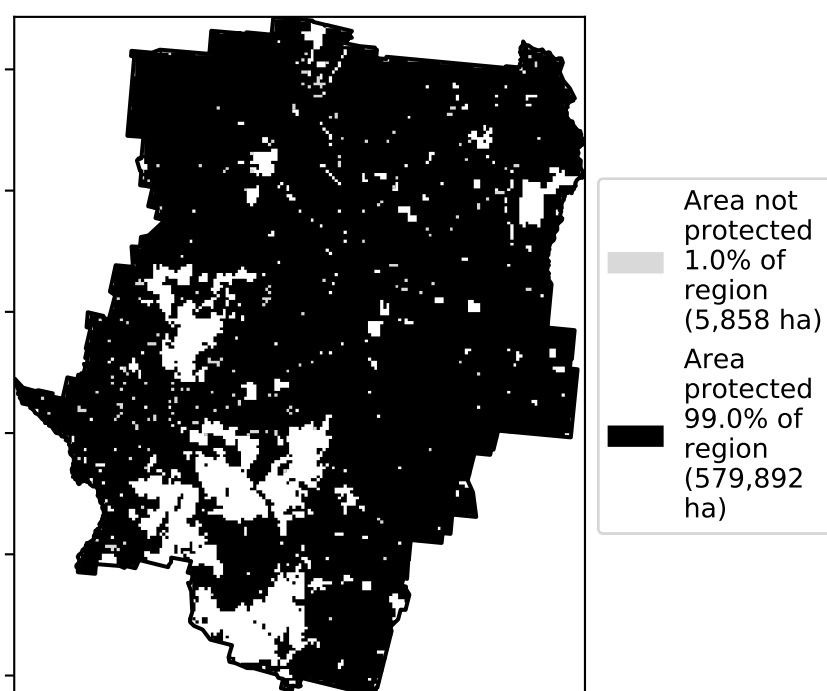 Area not
protected
1.0% of
region
(5,858 ha)
Area
protected
99.0% of
region
(579,892
ha)